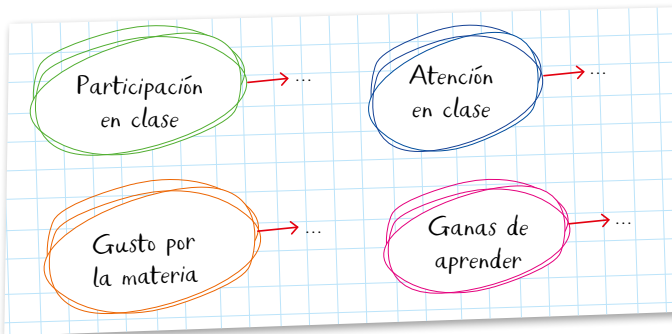 Participación
en clase
...
Atención
en clase
...
Gusto por
la materia
...
Ganas de
aprender
...